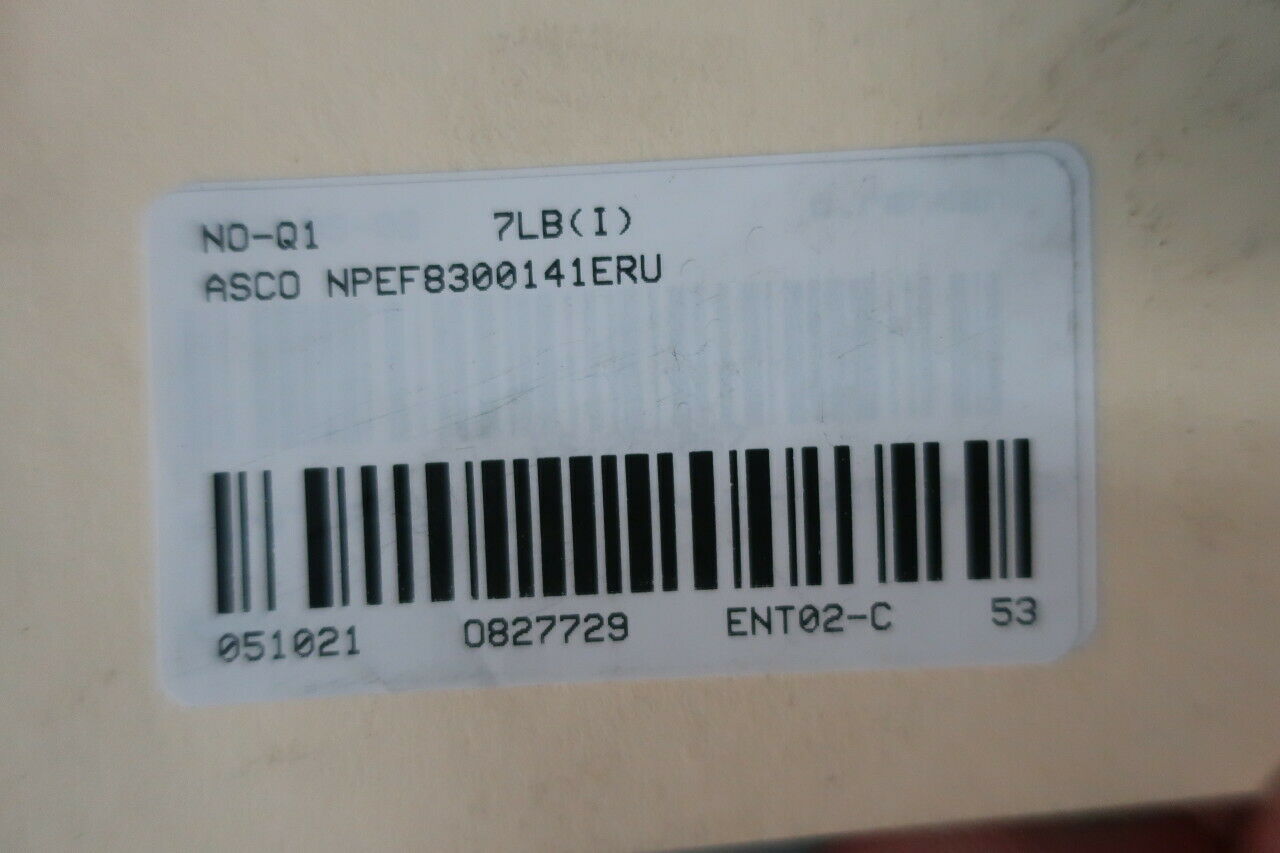 NO-Q1 7LB(I)
ASCO NPEF8300141ERU
051021 0827729 ENT02-C 53